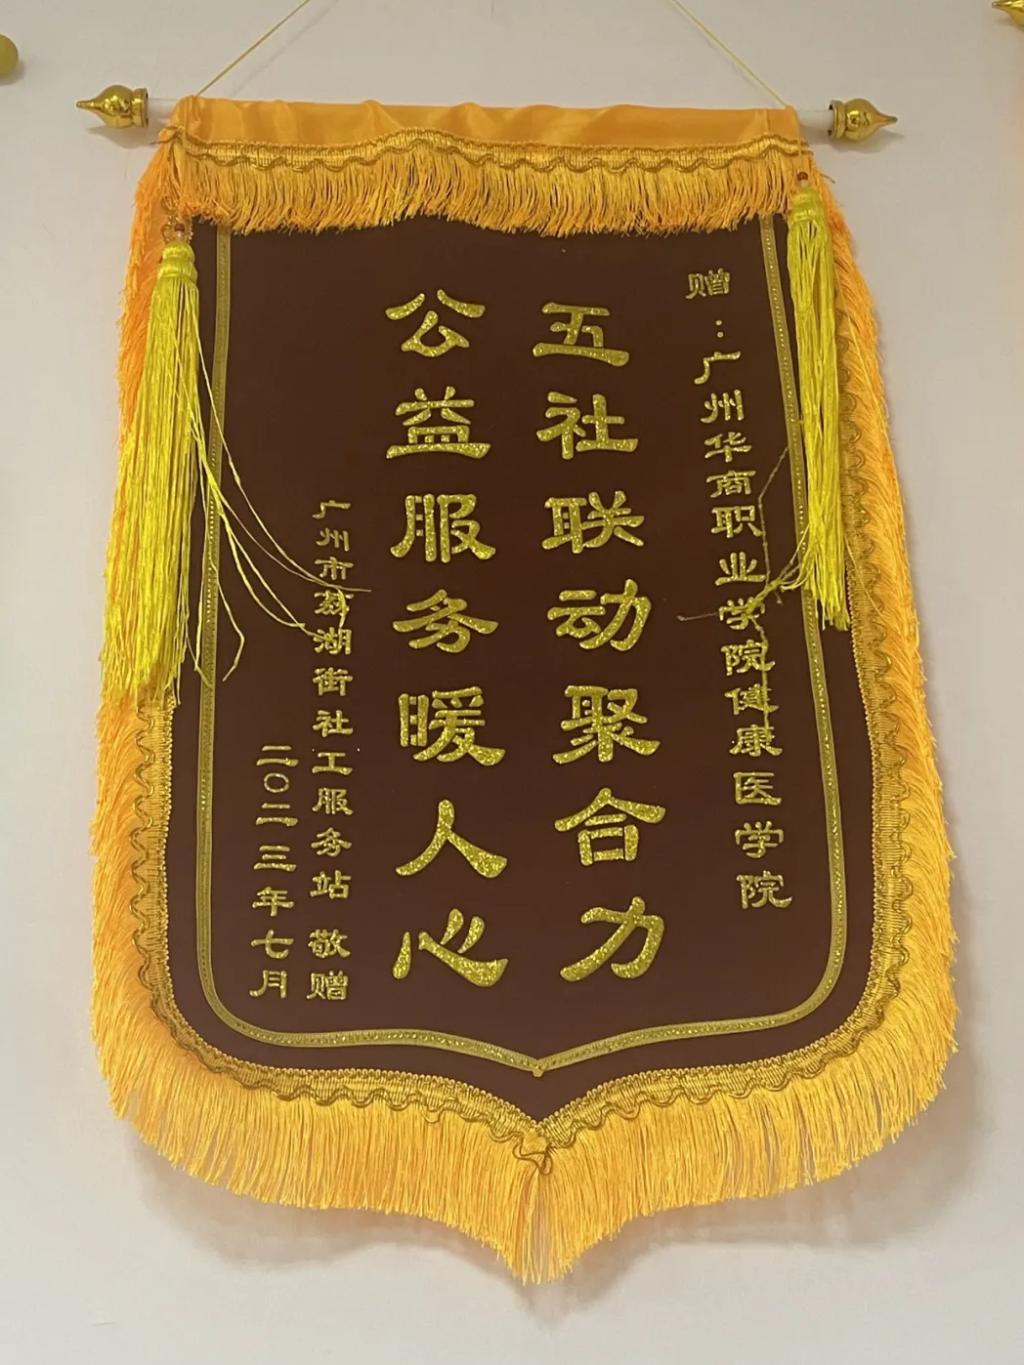 赠：广州华商职业学院健康医学院
五社联动聚合力
公益服务暖人心
广州市荔湖街社工服务站 敬赠
二〇二三年七月